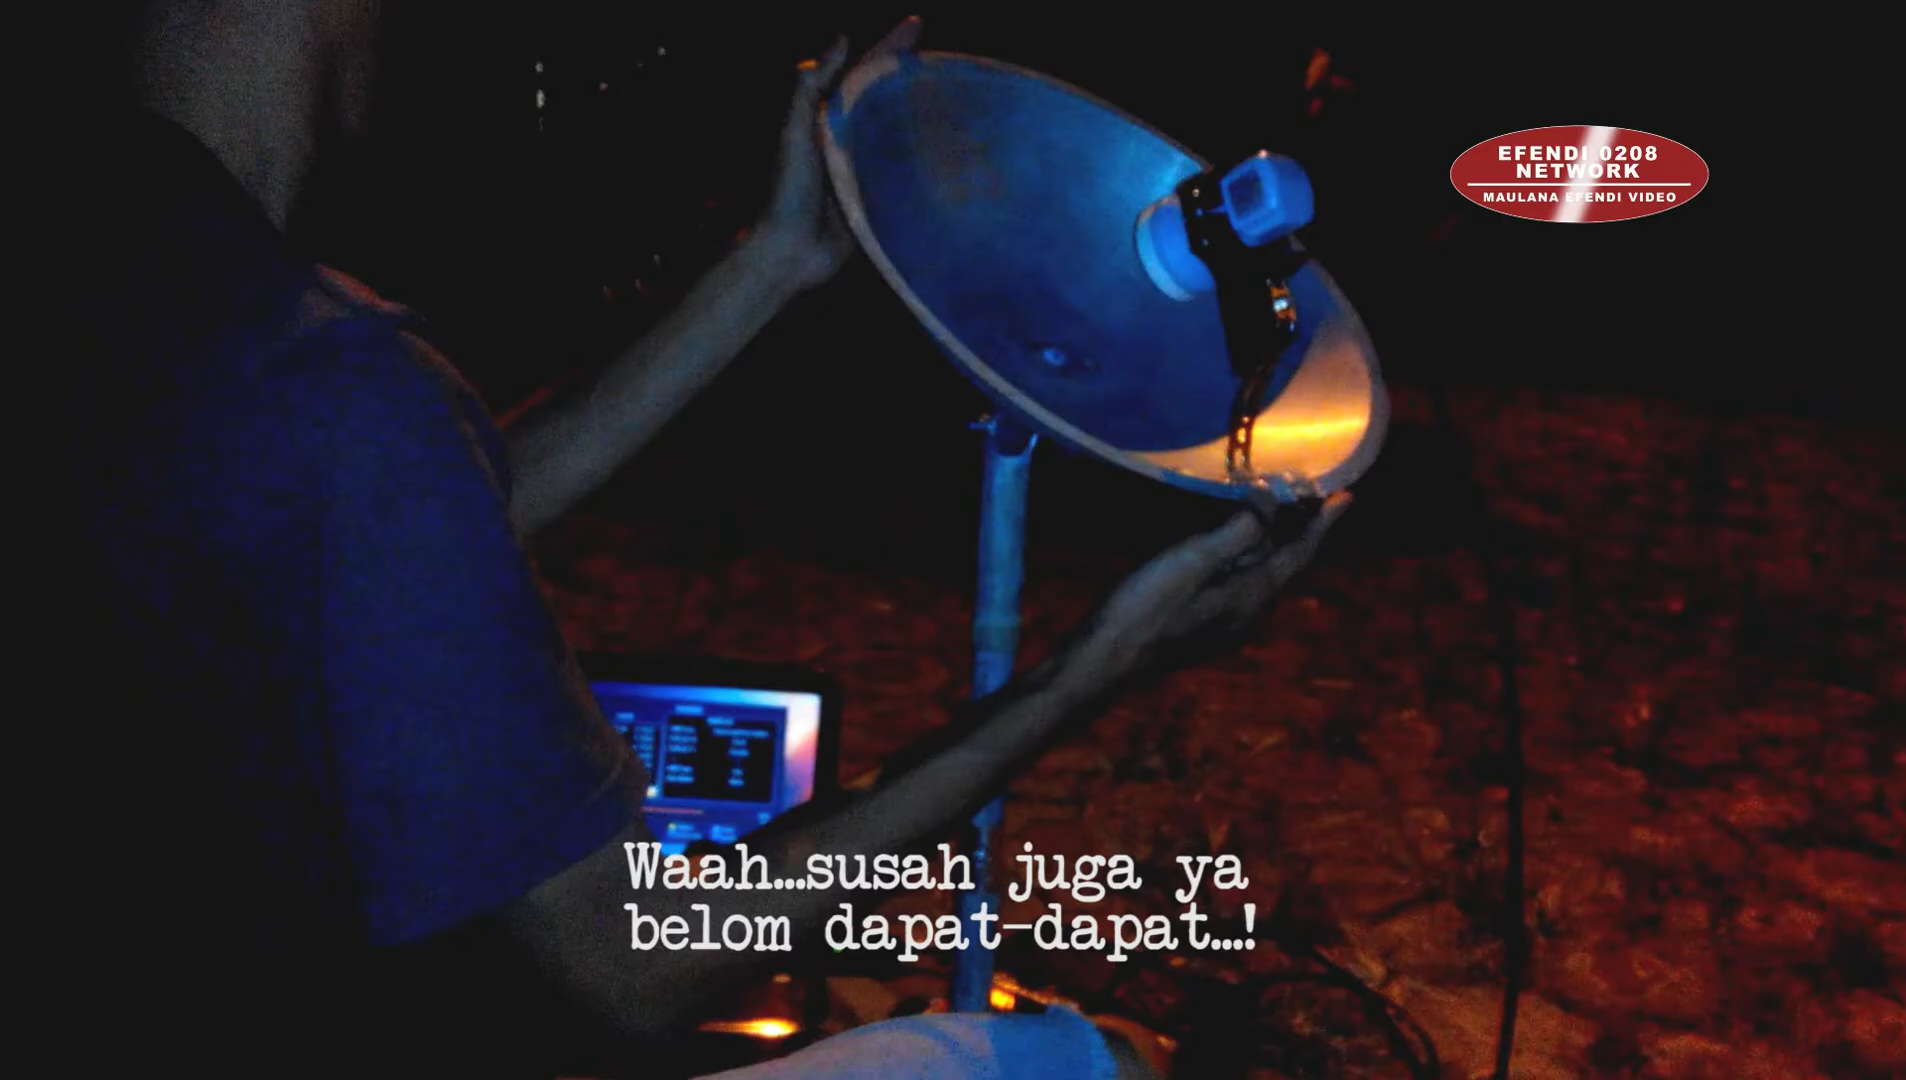 EFENDI 0208
NETWORK
MAULANA EFENDI VIDEO
Waah...susah juga ya
belom dapat-dapat...!